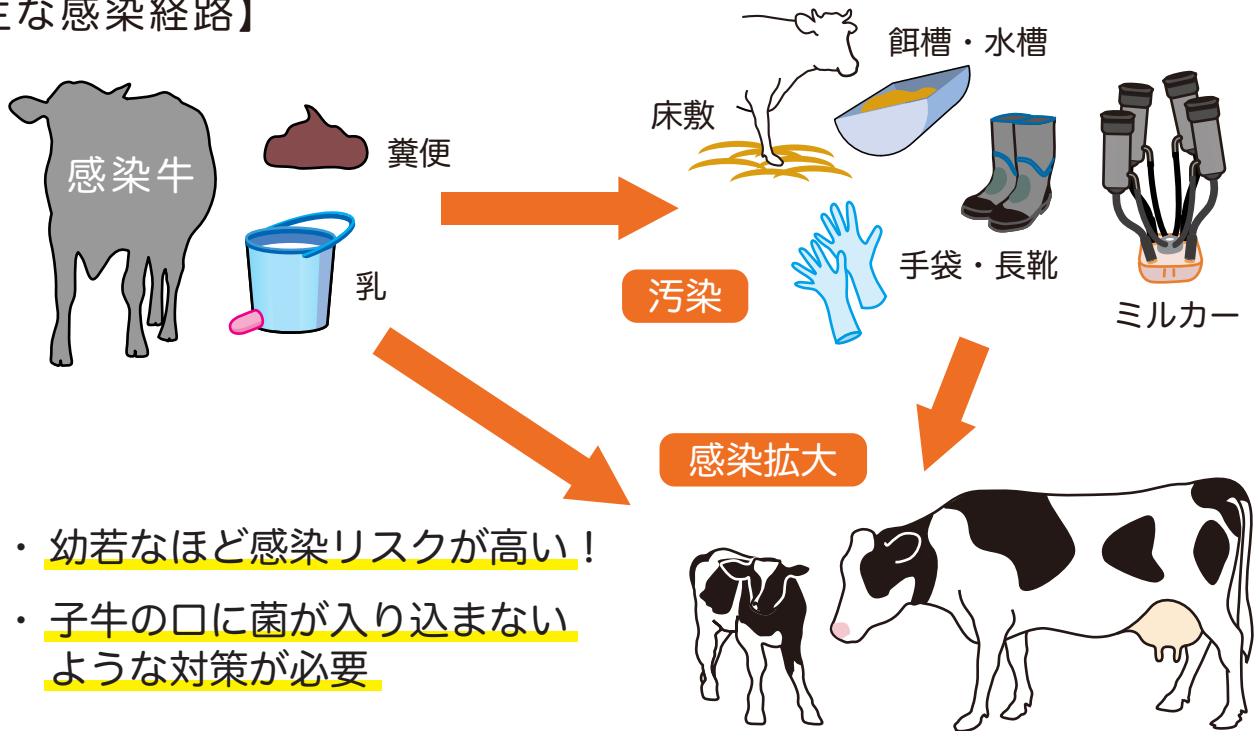 な感染経路】
餌槽・水槽
床敷
感染牛
糞便
乳
手袋・長靴
汚染
ミルカー
感染拡大
・ 幼若なほど感染リスクが高い！
・ 子牛の口に菌が入り込まない
ような対策が必要